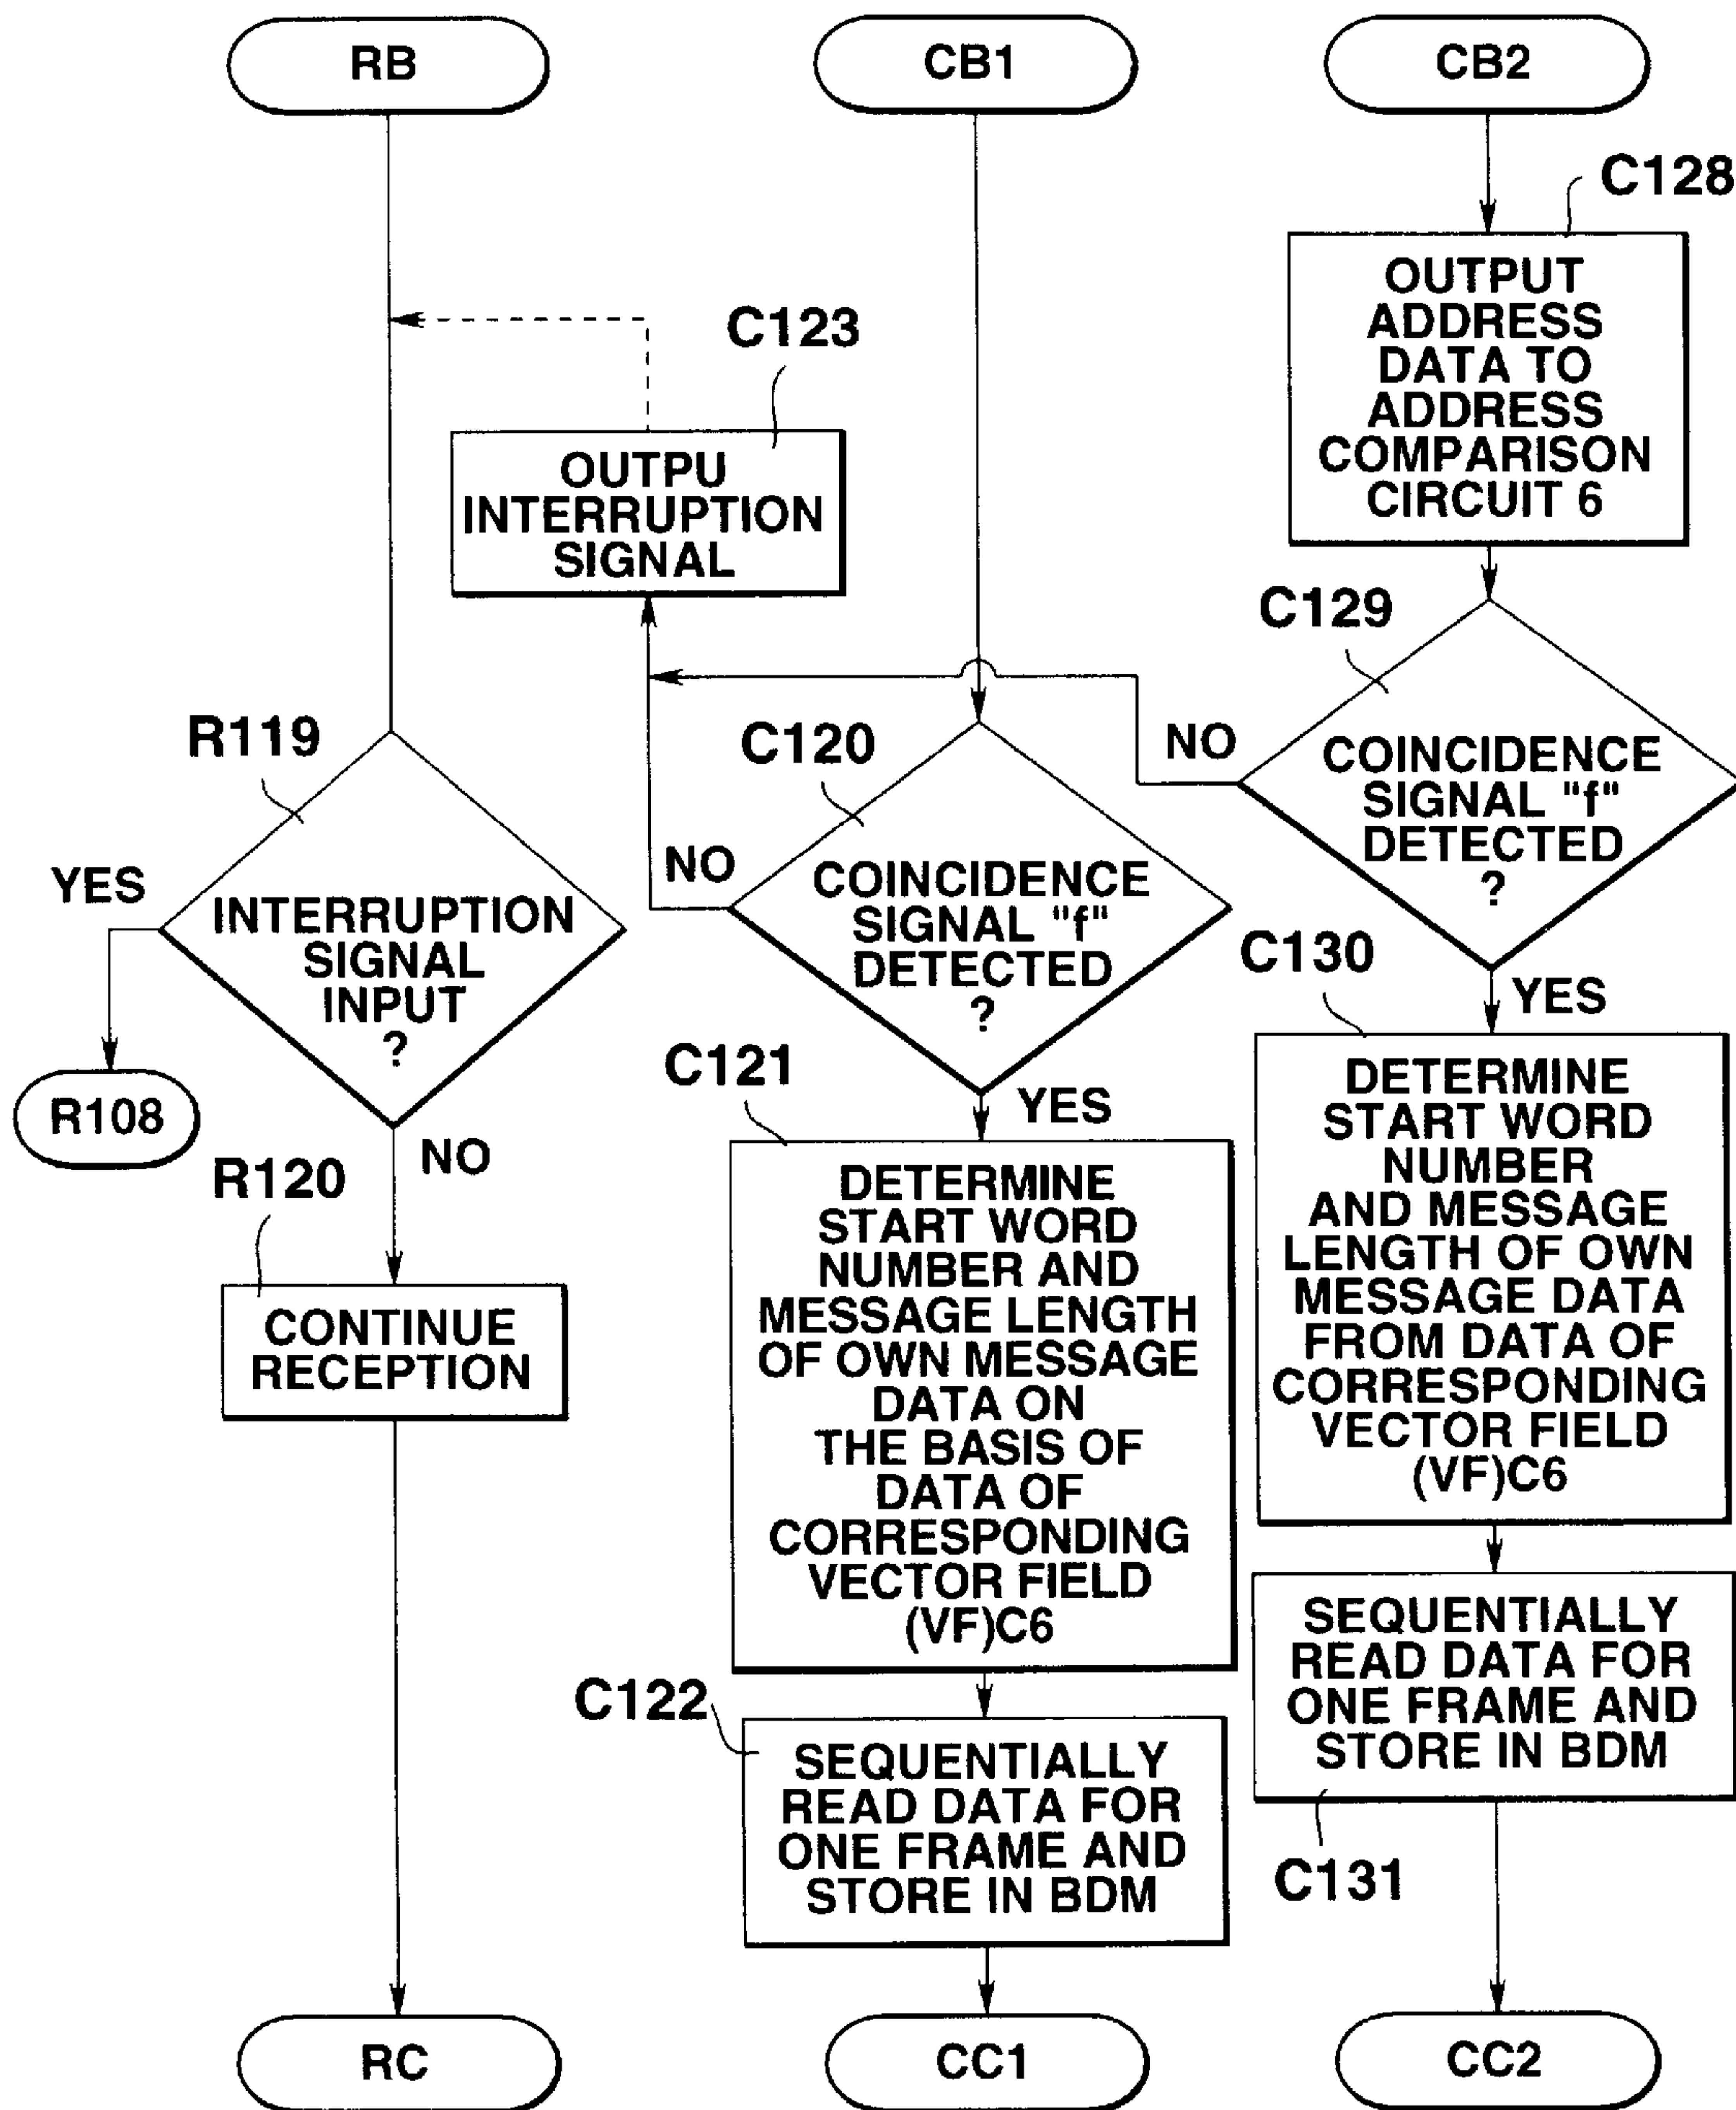 RB
CB1
CB2
C128
OUTPUT
ADDRESS
DATA TO
ADDRESS
COMPARISON
CIRCUIT 6
C123
OUTPU
INTERRUPTION
SIGNAL
C129
COINCIDENCE
SIGNAL "f"
DETECTED
?
NO
R119
INTERRUPTION
SIGNAL
INPUT
?
YES
R108
NO
C120
COINCIDENCE
SIGNAL "f"
DETECTED
?
NO
YES
C130
YES
DETERMINE
START WORD
NUMBER
AND MESSAGE
LENGTH OF OWN
MESSAGE DATA
FROM DATA OF
CORRESPONDING
VECTOR FIELD
(VF)C6
C121
DETERMINE
START WORD
NUMBER AND
MESSAGE LENGTH
OF OWN MESSAGE
DATA ON
THE BASIS OF
DATA OF
CORRESPONDING
VECTOR FIELD
(VF)C6
R120
CONTINUE
RECEPTION
C122
SEQUENTIALLY
READ DATA FOR
ONE FRAME AND
STORE IN BDM
SEQUENTIALLY
READ DATA FOR
ONE FRAME AND
STORE IN BDM
C131
RC
CC1
CC2